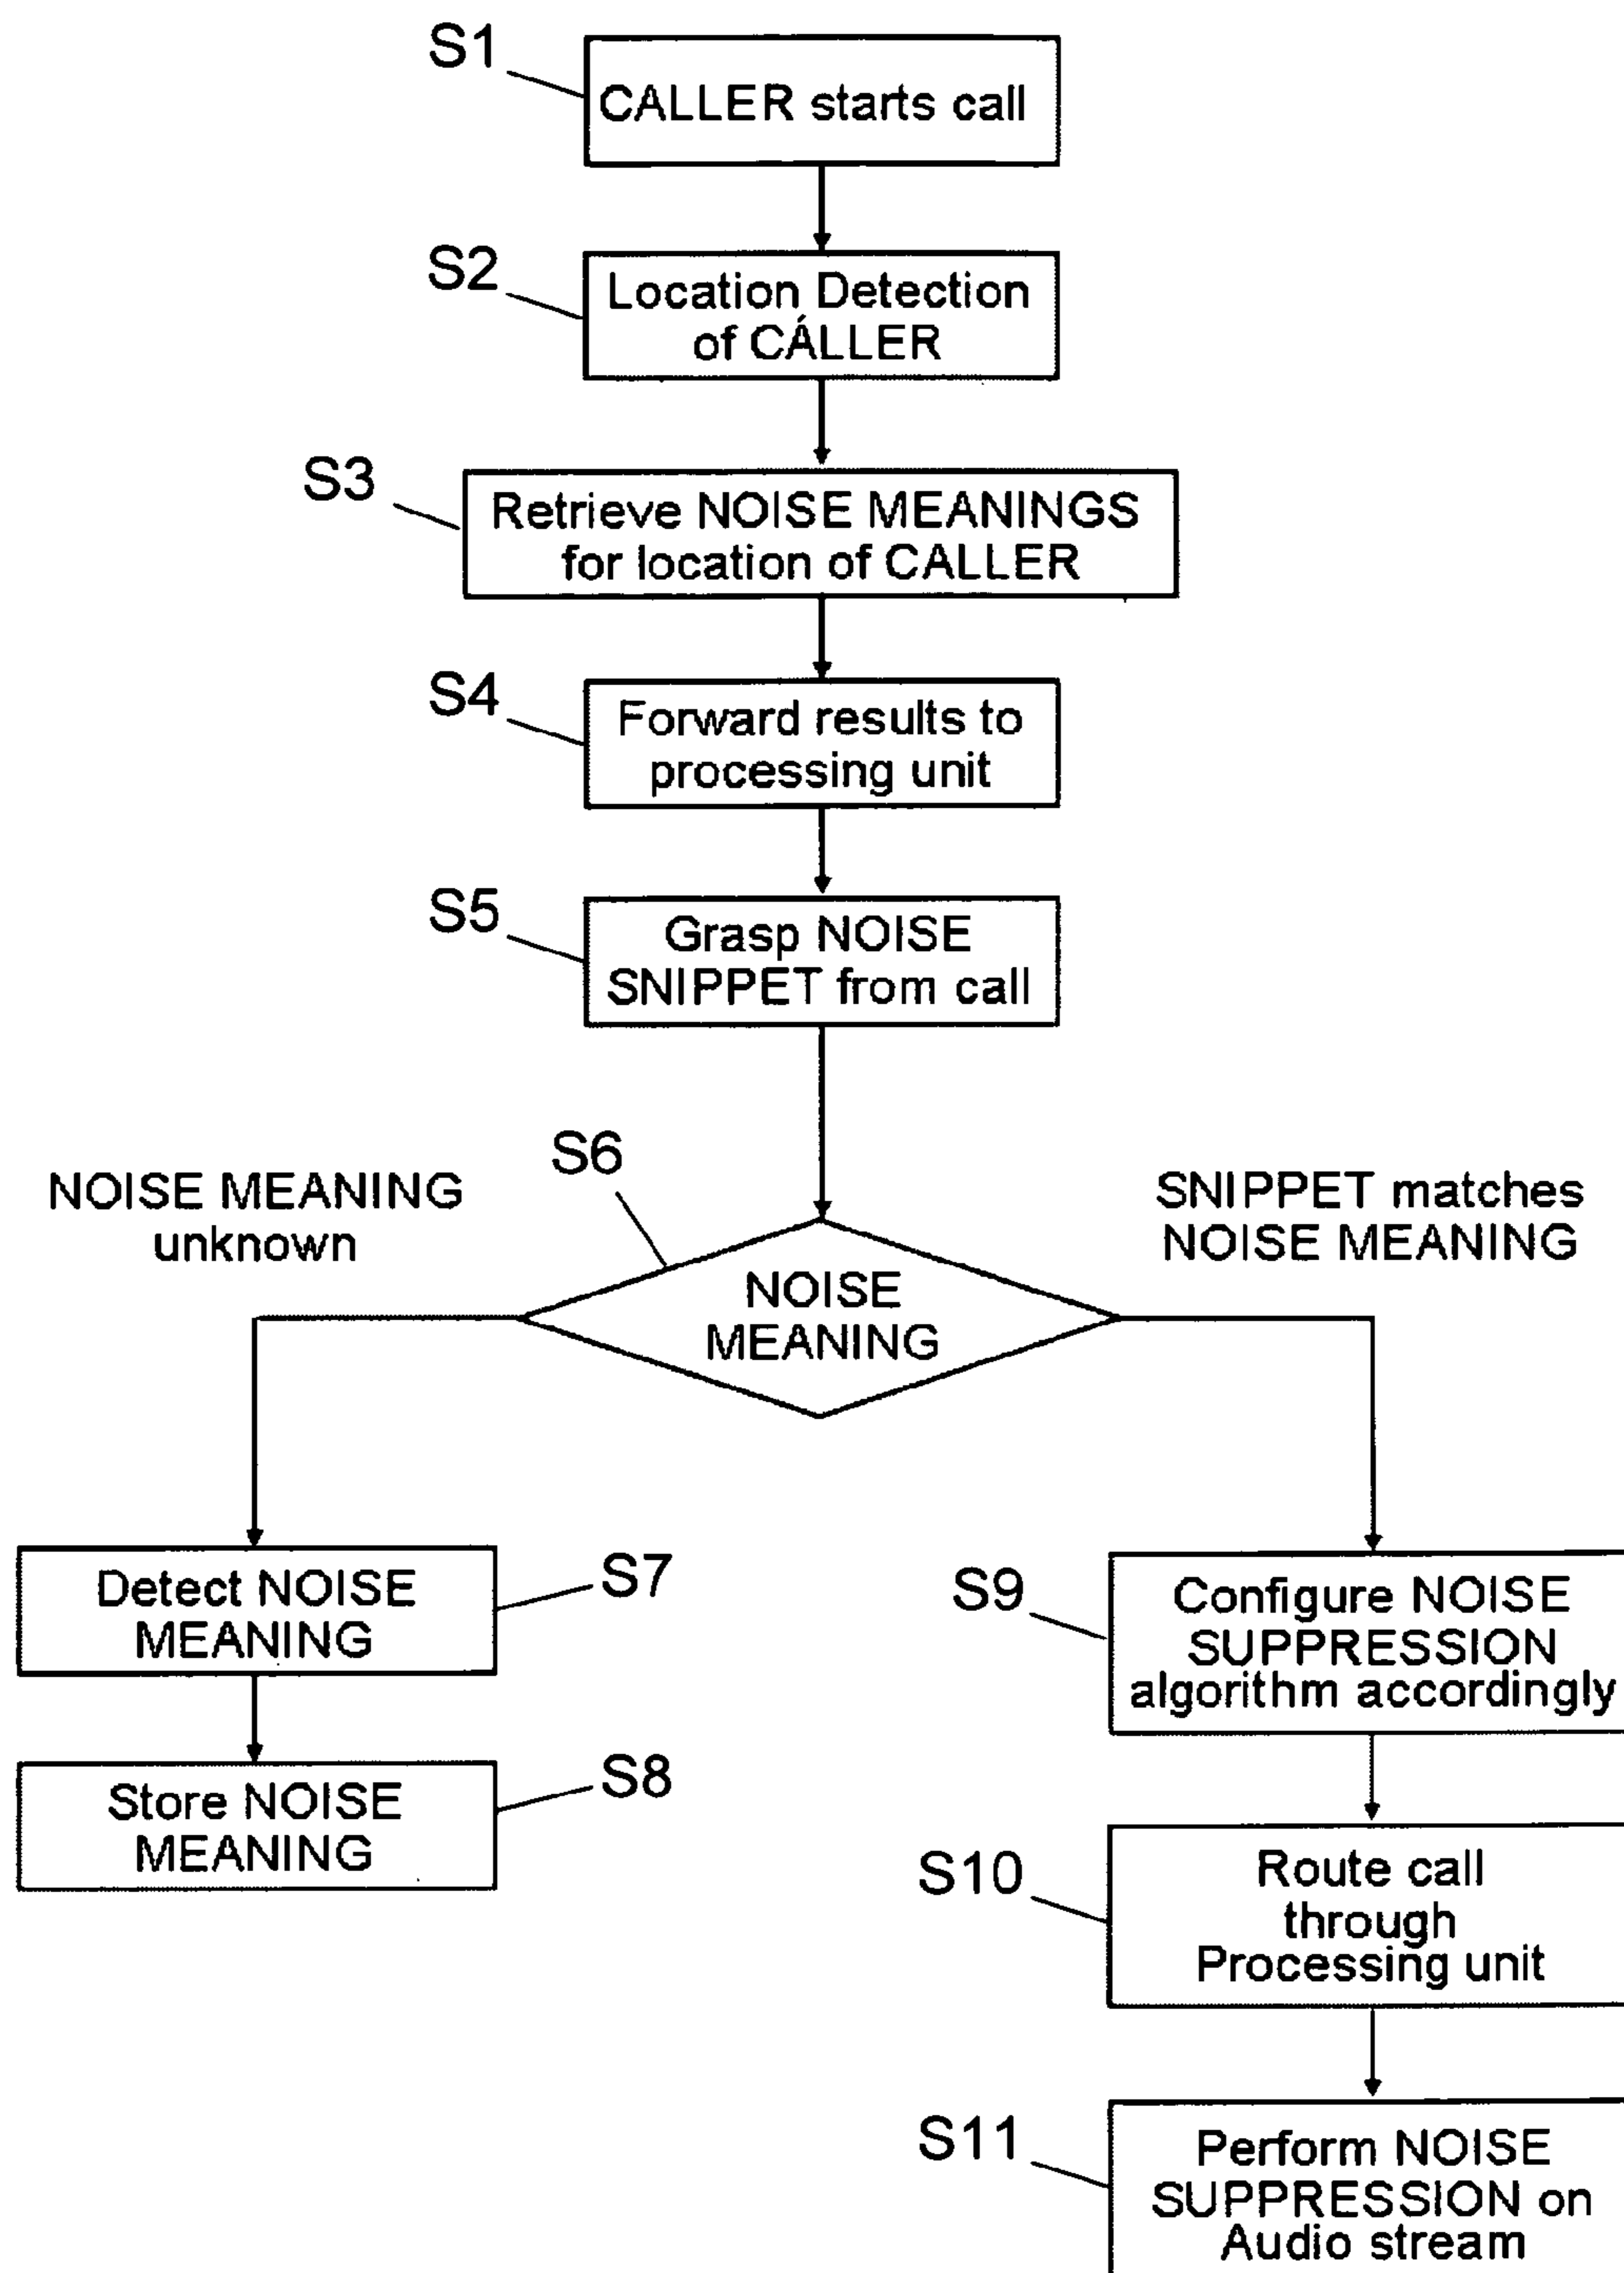 S1
CALLER starts call
S2
Location Detection
of CÁLLER
S3
Retrieve NOISE MEANINGS
for location of CALLER
S4
Forward results to
processing unit
S5
Grasp NOISE
SNIPPET from call
S6
NOISE MEANING
unknown
SNIPPET matches
NOISE MEANING
NOISE
MEANING
Detect NOISE
MEANING
S7
Store NOISE
MEANING
S8
S9
Configure NOISE
SUPPRESSION
algorithm accordingly
S10
Route call
through
Processing unit
S11
Perform NOISE
SUPPRESSION on
Audio stream